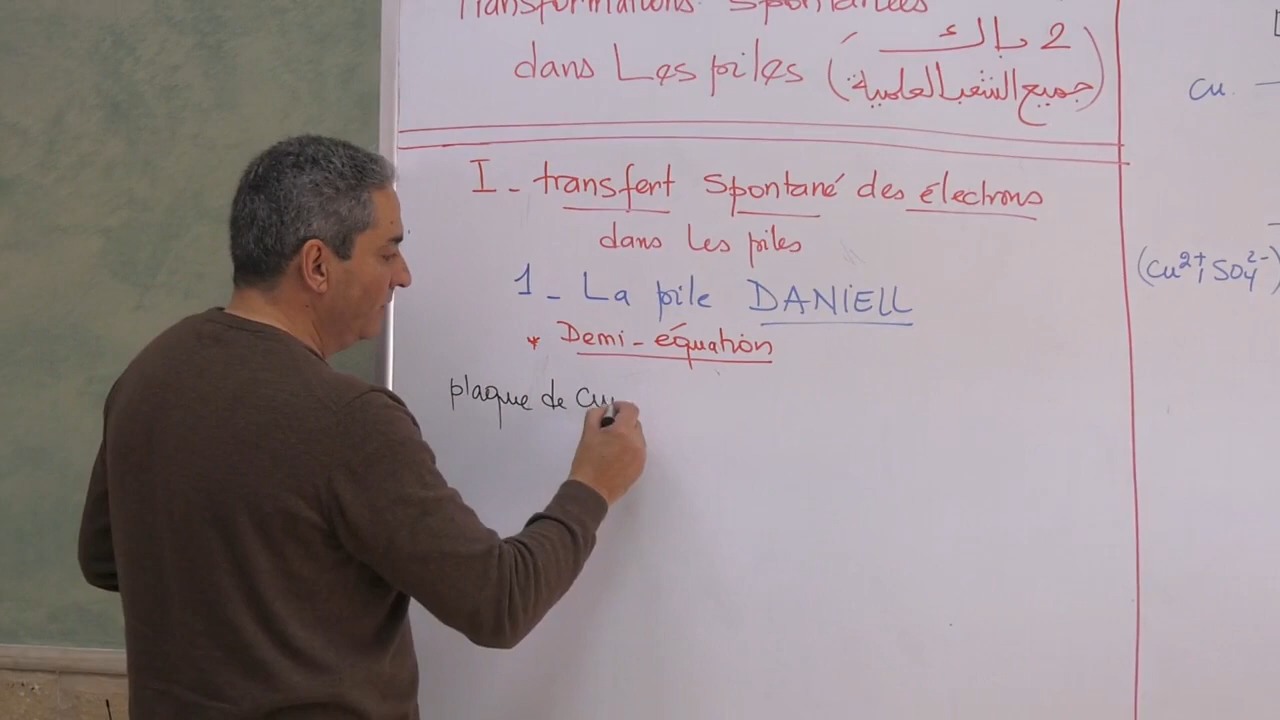 Transformations spontanées
dans Les piles (2 باك
جميع الشعب العلمية)
I - transfert spontané des électrons
dans les piles
1 - La pile DANIELL
* Demi-équation
plaque de Cu
Cu
(Cu²⁺, SO₄²⁻)